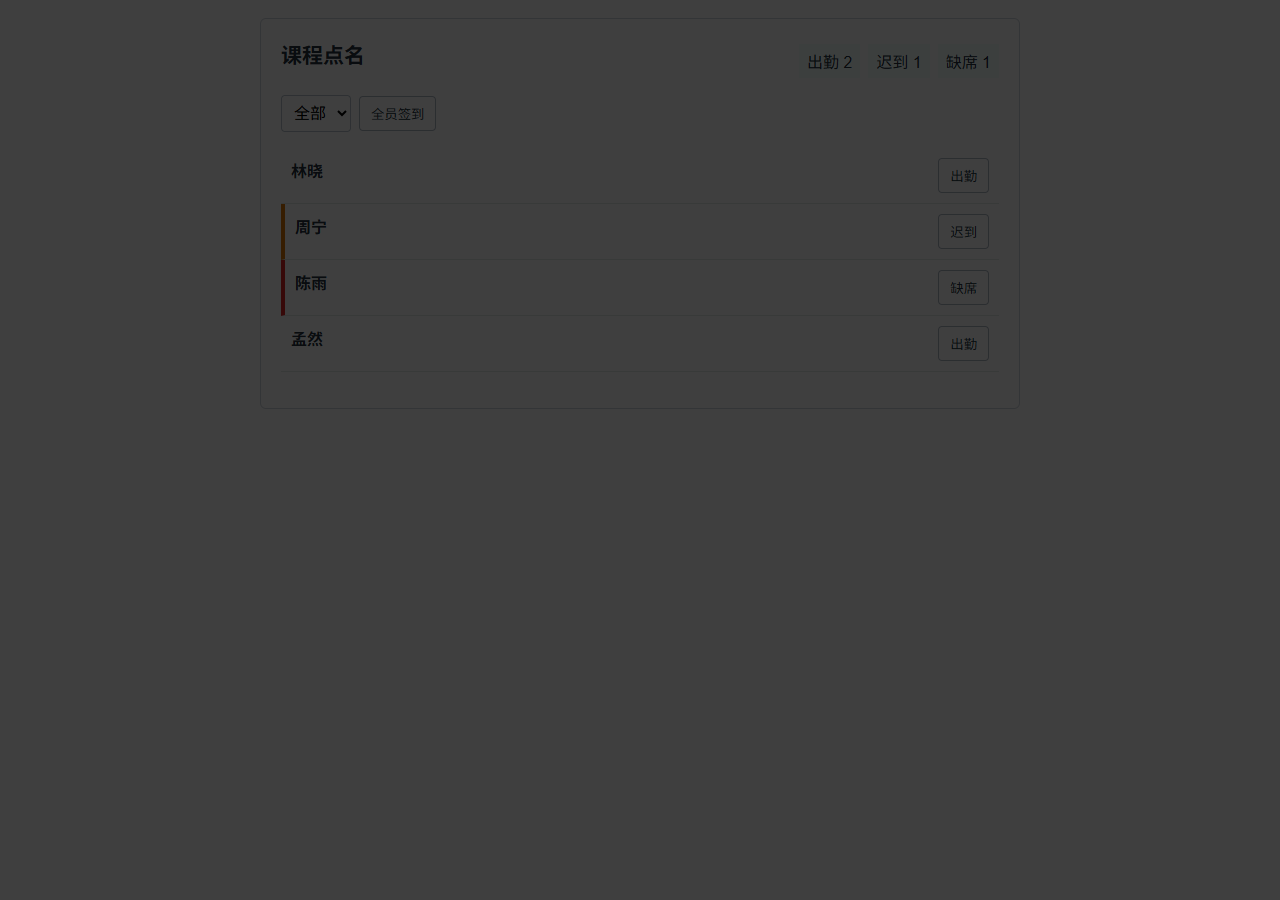 课程点名
出勤 2 迟到 1 缺席 1
全部 全员签到
林晓 出勤
周宁 迟到
陈雨 缺席
孟然 出勤